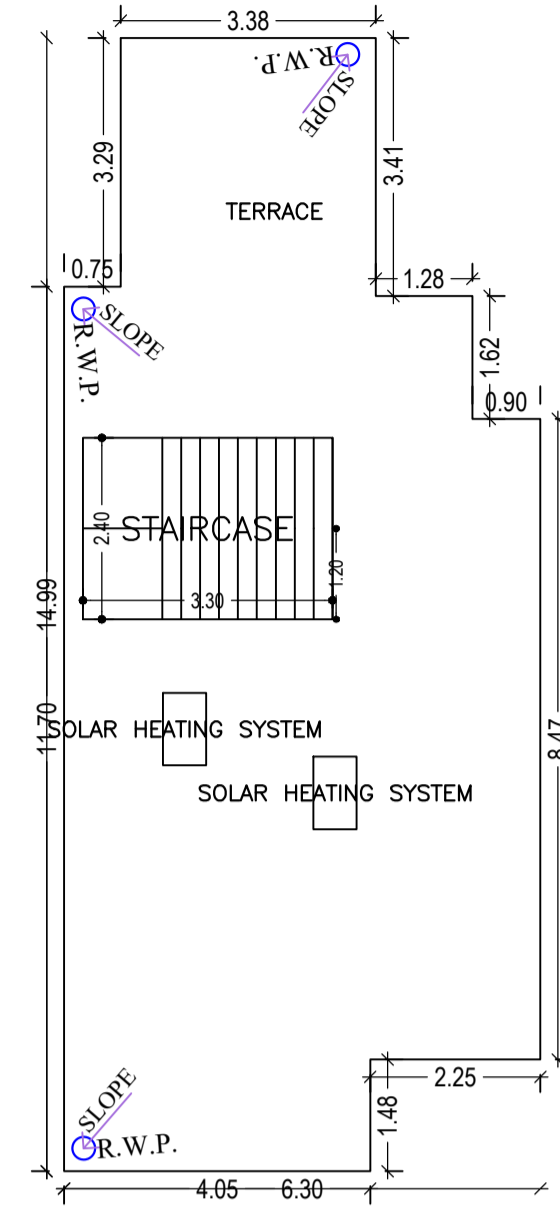 3.38
R.W.P.
SLOPE
3.29
3.41
TERRACE
0.75
1.28
SLOPE
R.W.P.
1.62
0.90
STAIRCASE
2.40
1.20
3.30
14.99
11.70
SOLAR HEATING SYSTEM
8.47
SOLAR HEATING SYSTEM
2.25
SLOPE
R.W.P.
1.48
4.05
6.30